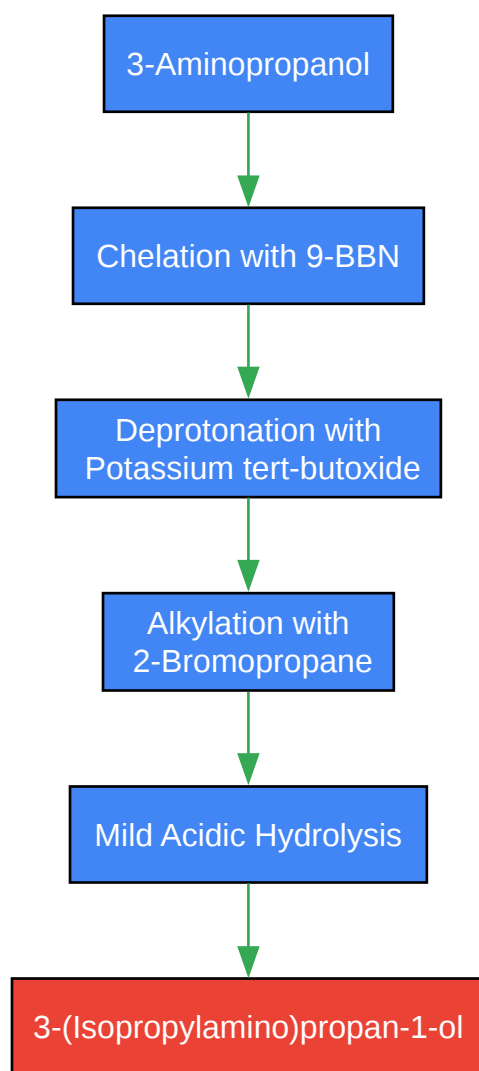 3-Aminopropanol
Chelation with 9-BBN
Deprotonation with
Potassium tert-butoxide
Alkylation with
2-Bromopropane
Mild Acidic Hydrolysis
3-(Isopropylamino)propan-1-ol